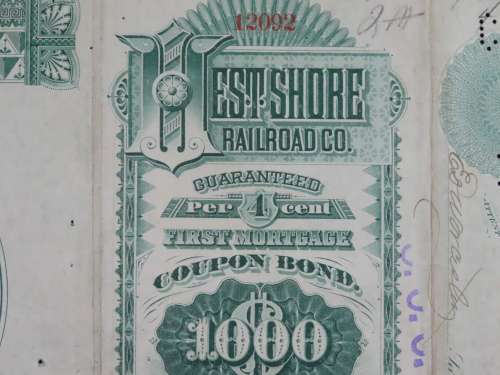 12092
WEST SHORE
RAILROAD CO.
GUARANTEED
Per 4 cent
FIRST MORTGAGE
COUPON BOND.
$1000